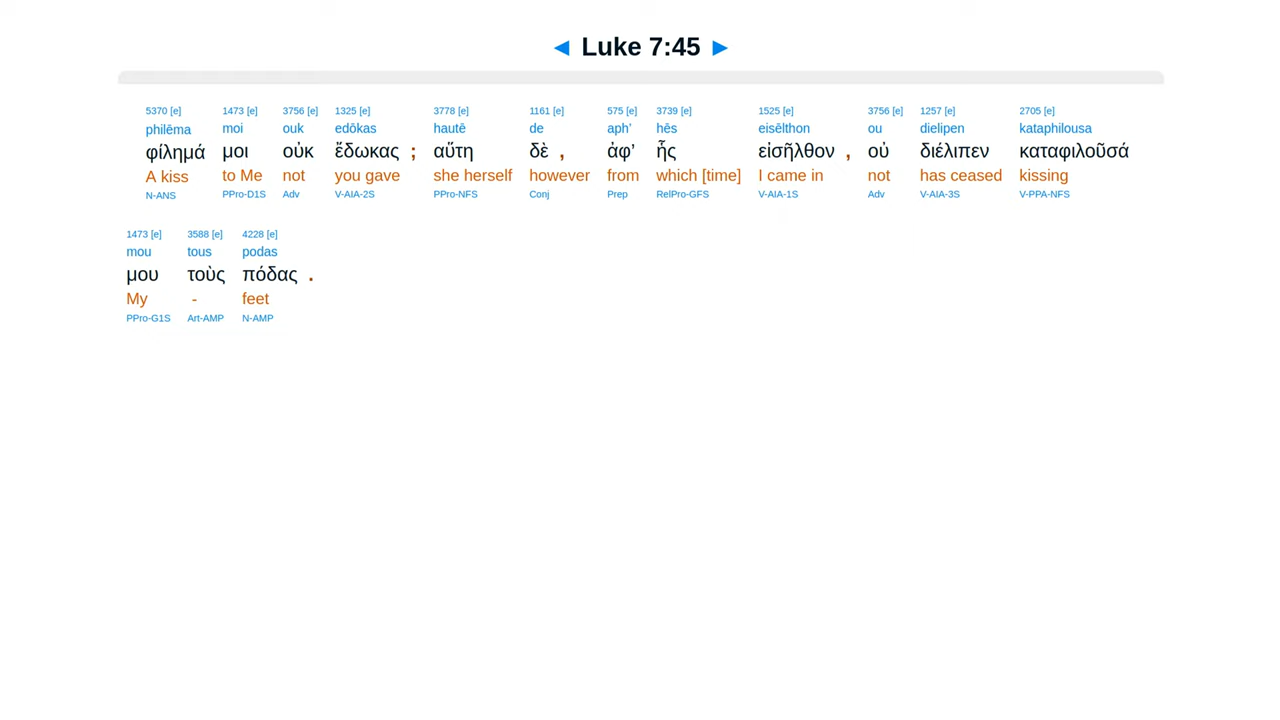 ◄ Luke 7:45 ►
5370 [e] 1473 [e] 3756 [e] 1325 [e] 3778 [e] 1161 [e] 575 [e] 3739 [e] 1525 [e] 3756 [e] 1257 [e] 2705 [e]
philēma moi ouk edōkas hautē de aph’ hēs eisēlthon ou dielipen kataphilousa
φίλημά μοι οὐκ ἔδωκας ; αὕτη δὲ , ἀφ’ ἧς εἰσῆλθον , οὐ διέλιπεν καταφιλοῦσά
A kiss to Me not you gave she herself however from which [time] I came in not has ceased kissing
N-ANS PPro-D1S Adv V-AIA-2S PPro-NFS Conj Prep RelPro-GFS V-AIA-1S Adv V-AIA-3S V-PPA-NFS
1473 [e] 3588 [e] 4228 [e]
mou tous podas
μου τοὺς πόδας .
My - feet
PPro-G1S Art-AMP N-AMP